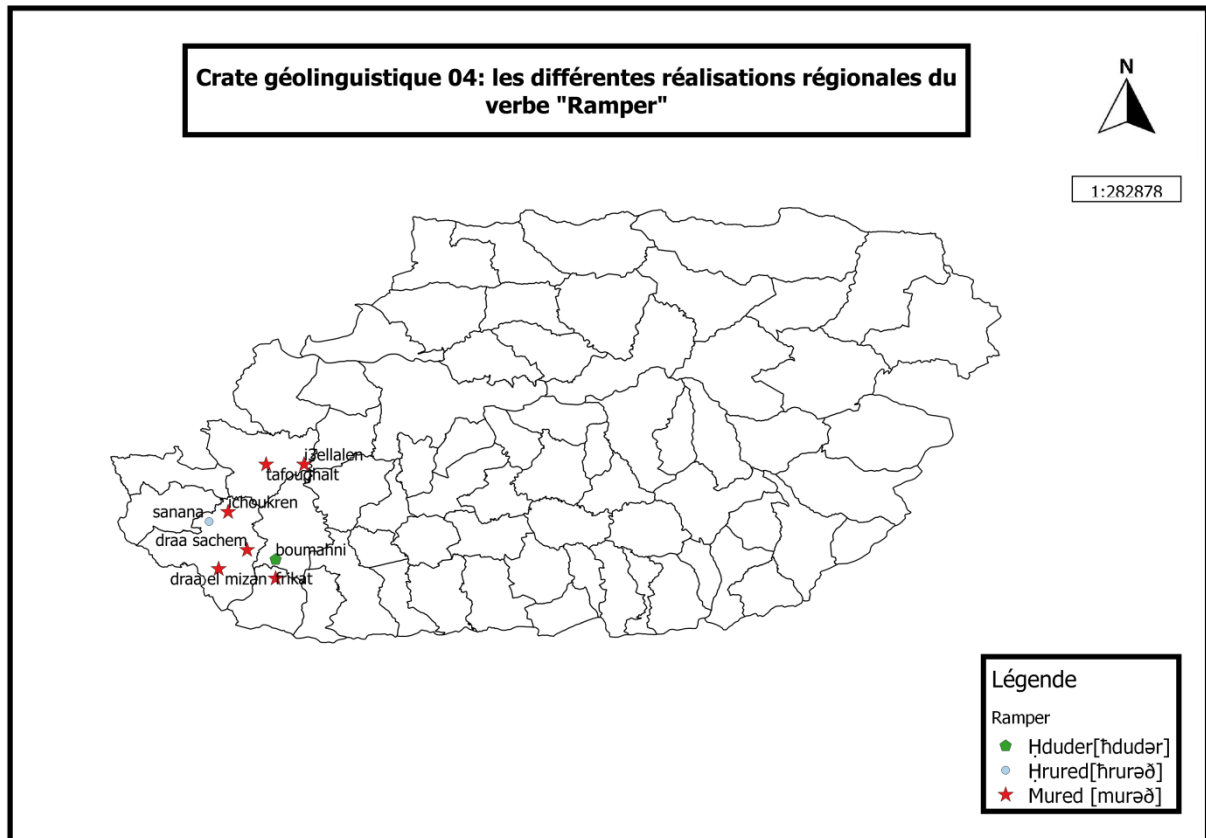 Crate géolinguistique 04: les différentes réalisations régionales du
verbe "Ramper"
N
1:282878
i3ellalen
tafoughalt
ichoukren
sanana
draa sachem
boumahni
draa el mizan
frikat
Légende
Ramper
Ḥduder[ħdudər]
Ḥrured[ħrurəð]
Mured [murəð]